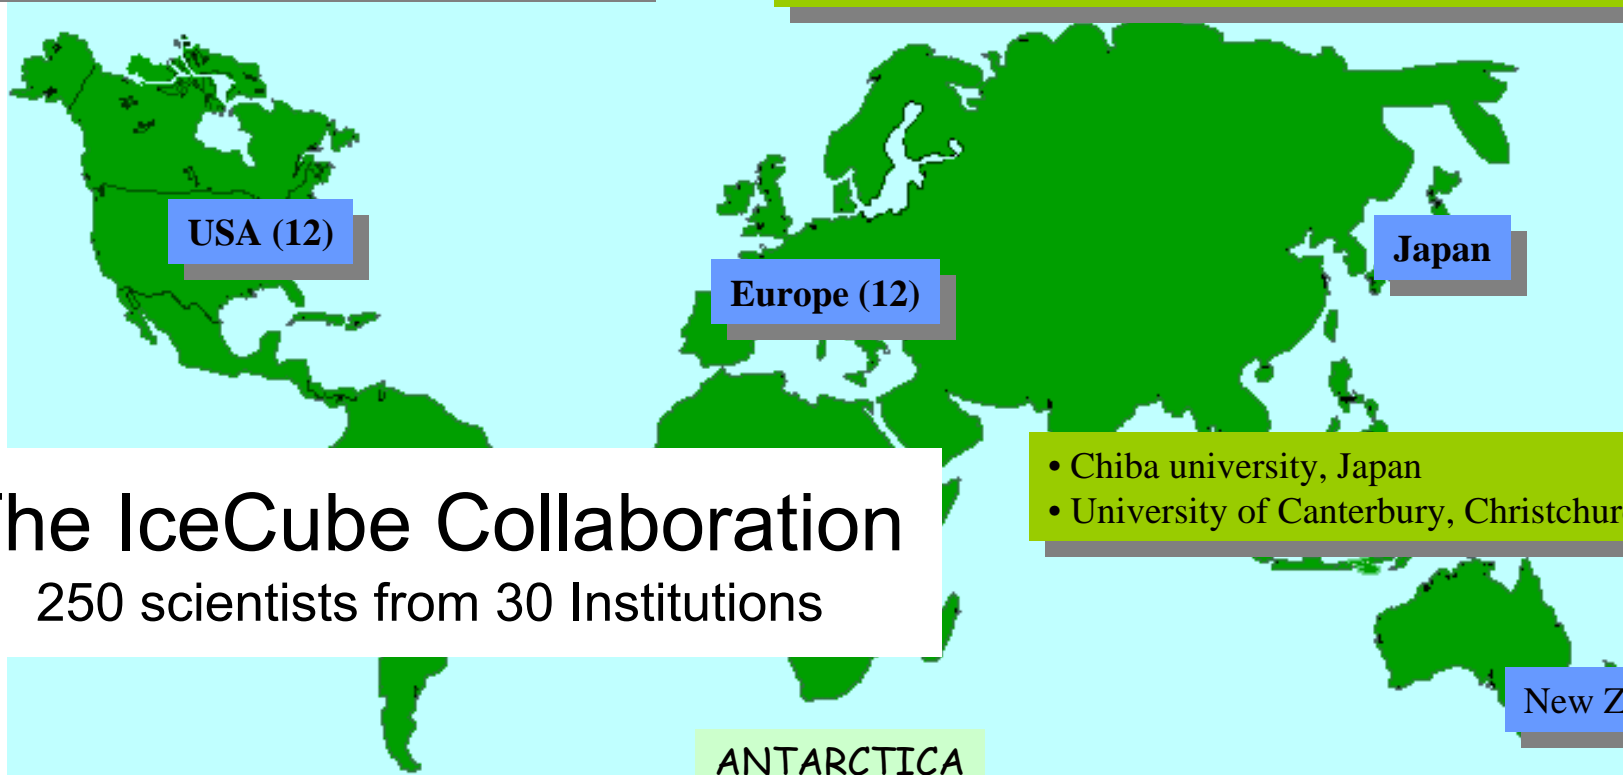 USA (12)
Japan
Europe (12)
• Chiba university, Japan
• University of Canterbury,
he IceCube Collaboration
250 scientists from 30 Institutions
New
ANTARCTICA